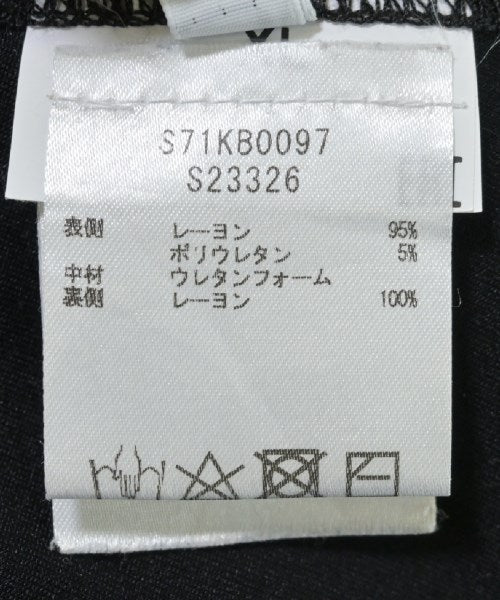 S71KB0097
S23326
表側 レーヨン 95%
ポリウレタン 5%
中材 ウレタンフォーム
裏側 レーヨン 100%